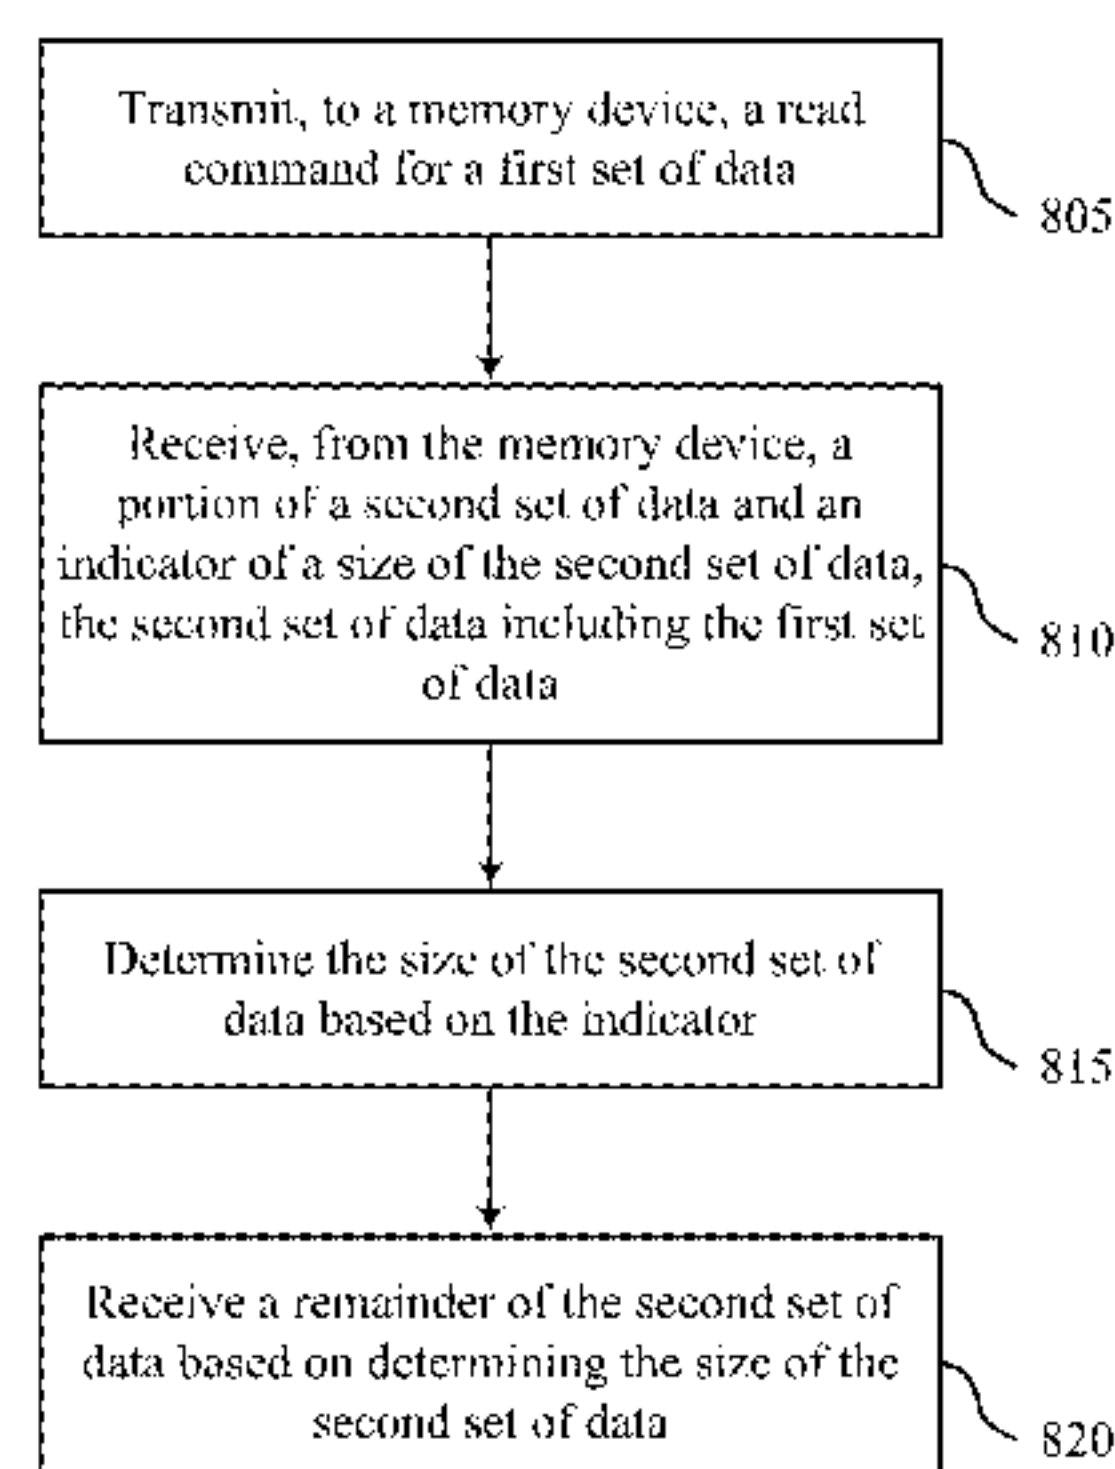 Transmit, to a memory device, a read
command for a first set of data
805
Receive, from the memory device, a
portion of a second set of data and an
indicator of a size of the second set of data,
the second set of data including the first set
of data
810
Determine the size of the second set of
data based on the indicator
815
Receive a remainder of the second set of
data based on determining the size of the
second set of data
820